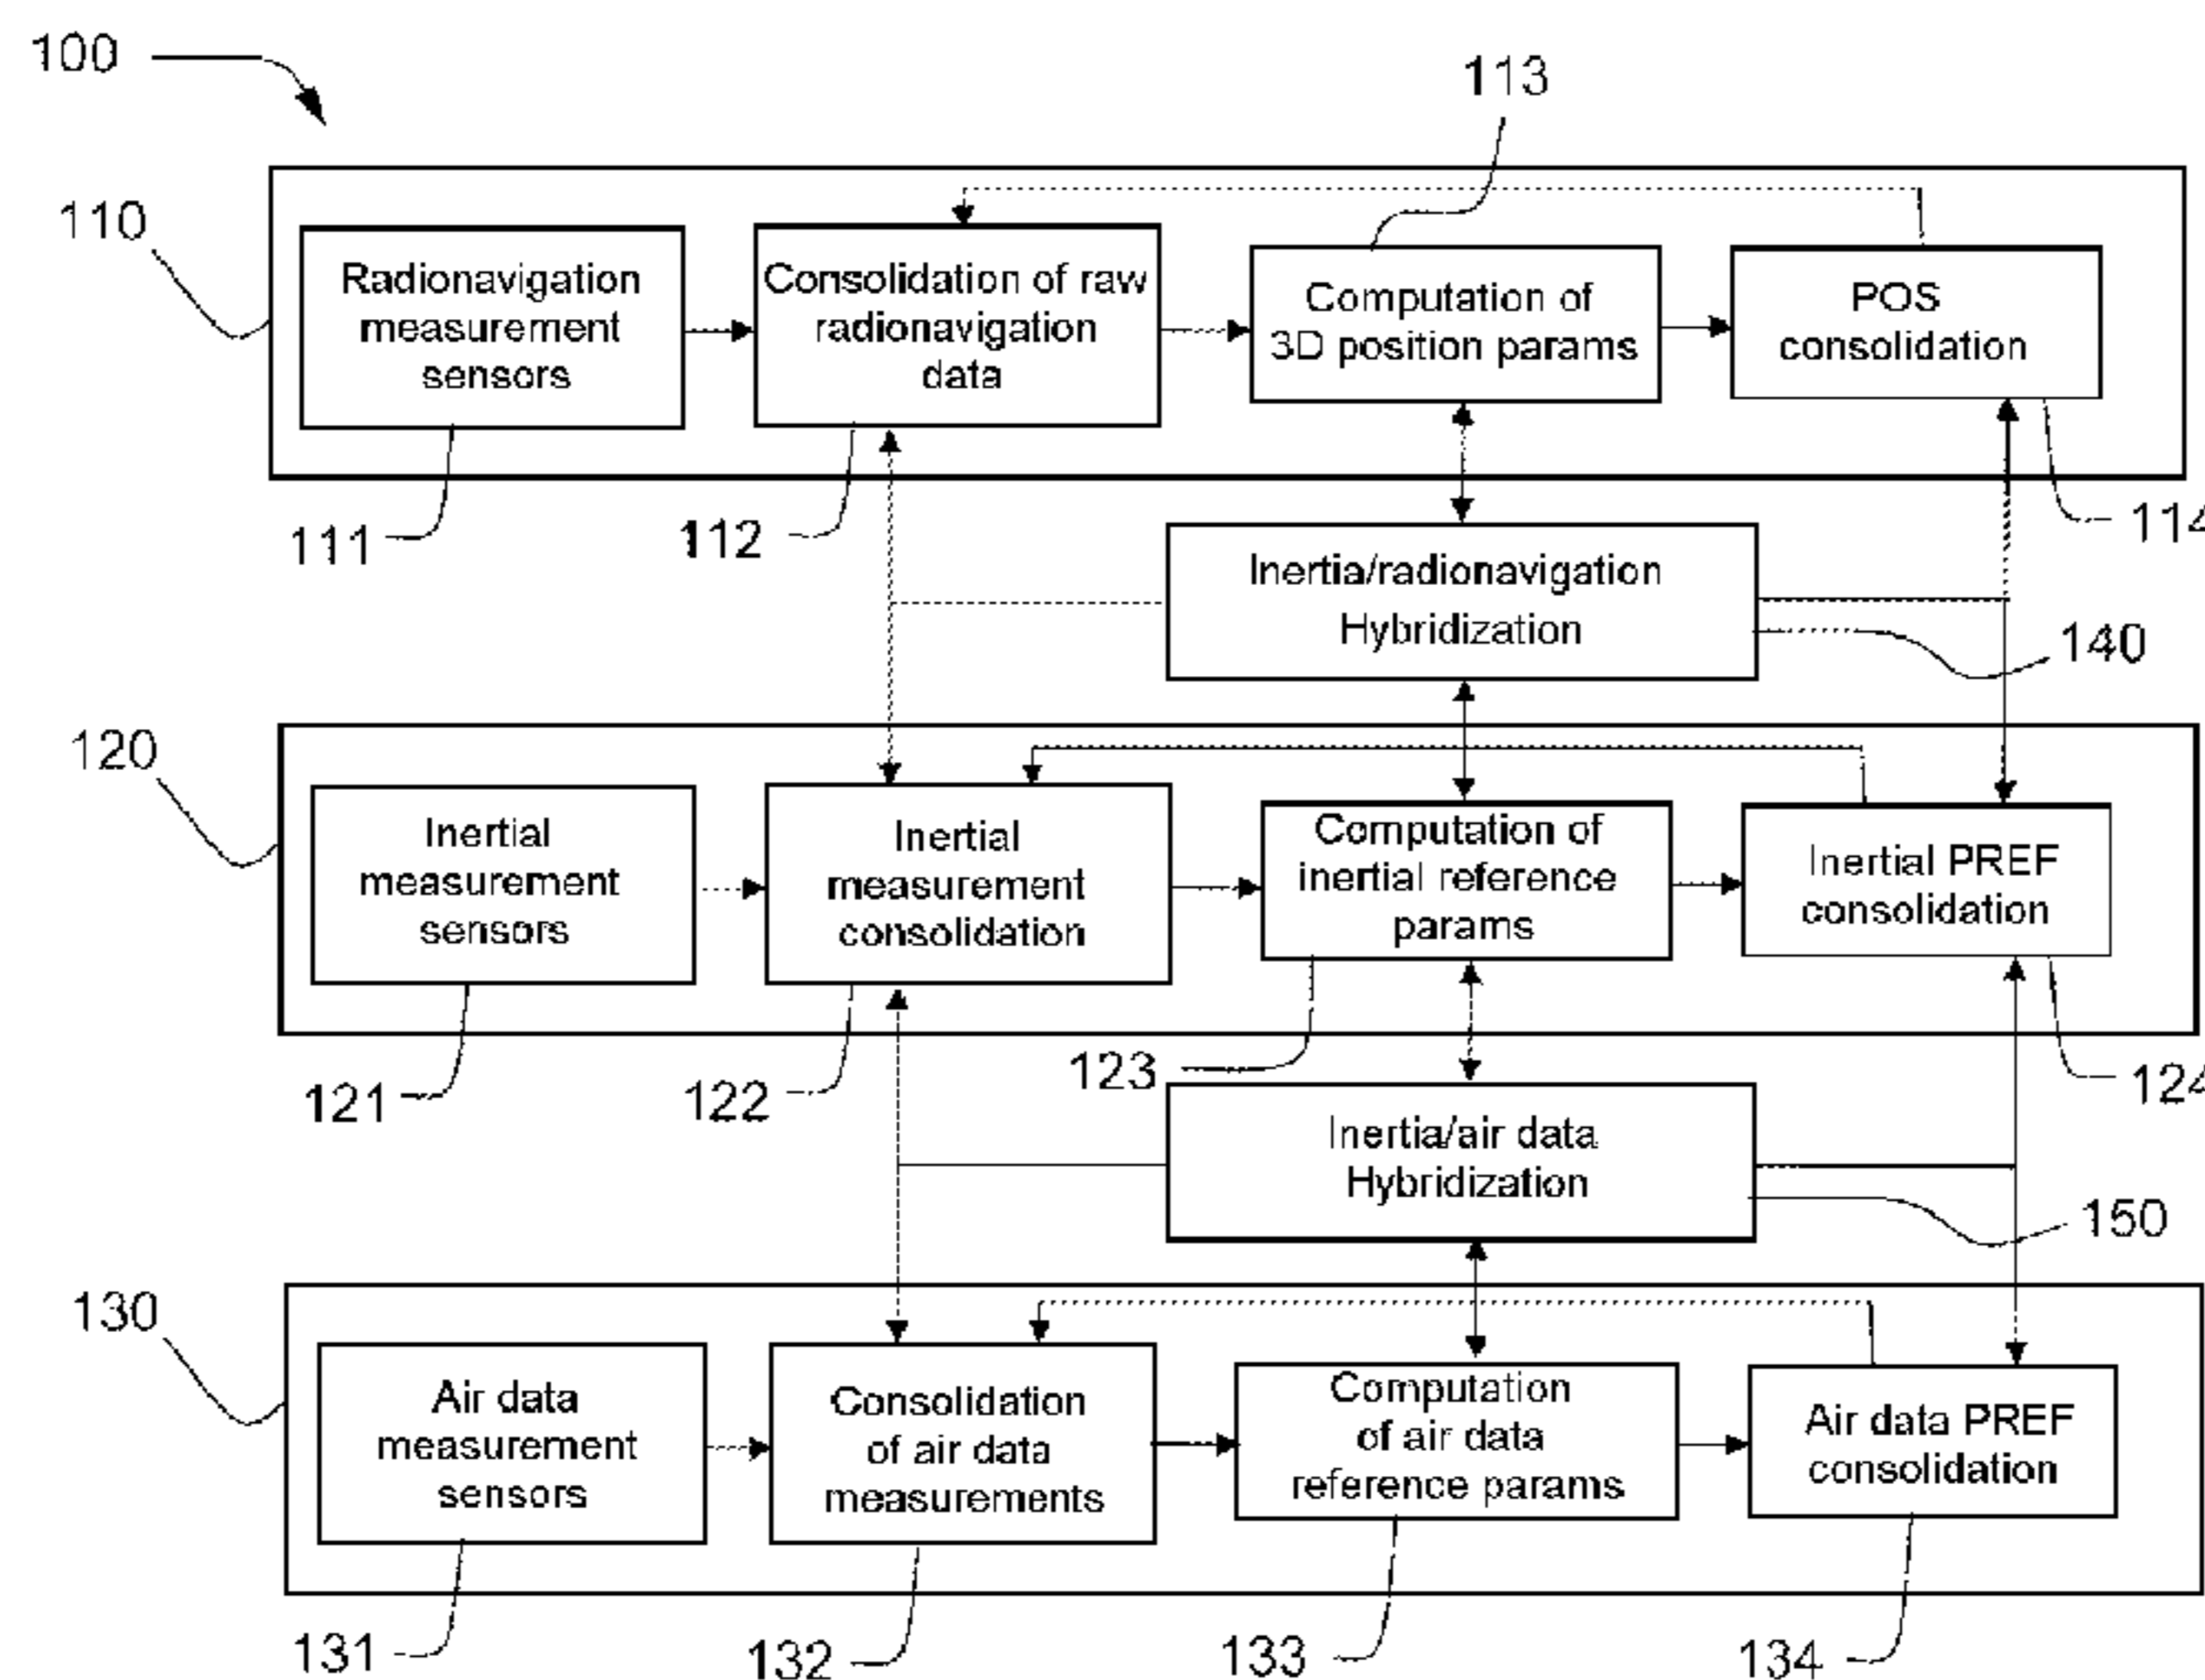 100
113
110
Radionavigation
measurement
sensors
Consolidation of raw
radionavigation
data
Computation of
3D position params
POS
consolidation
111
112
114
Inertia/radionavigation
Hybridization
140
120
Inertial
measurement
sensors
Inertial
measurement
consolidation
Computation of
inertial reference
params
Inertial PREF
consolidation
121
122
123
124
Inertia/air data
Hybridization
150
130
Air data
measurement
sensors
Consolidation
of air data
measurements
Computation
of air data
reference params
Air data PREF
consolidation
131
132
133
134